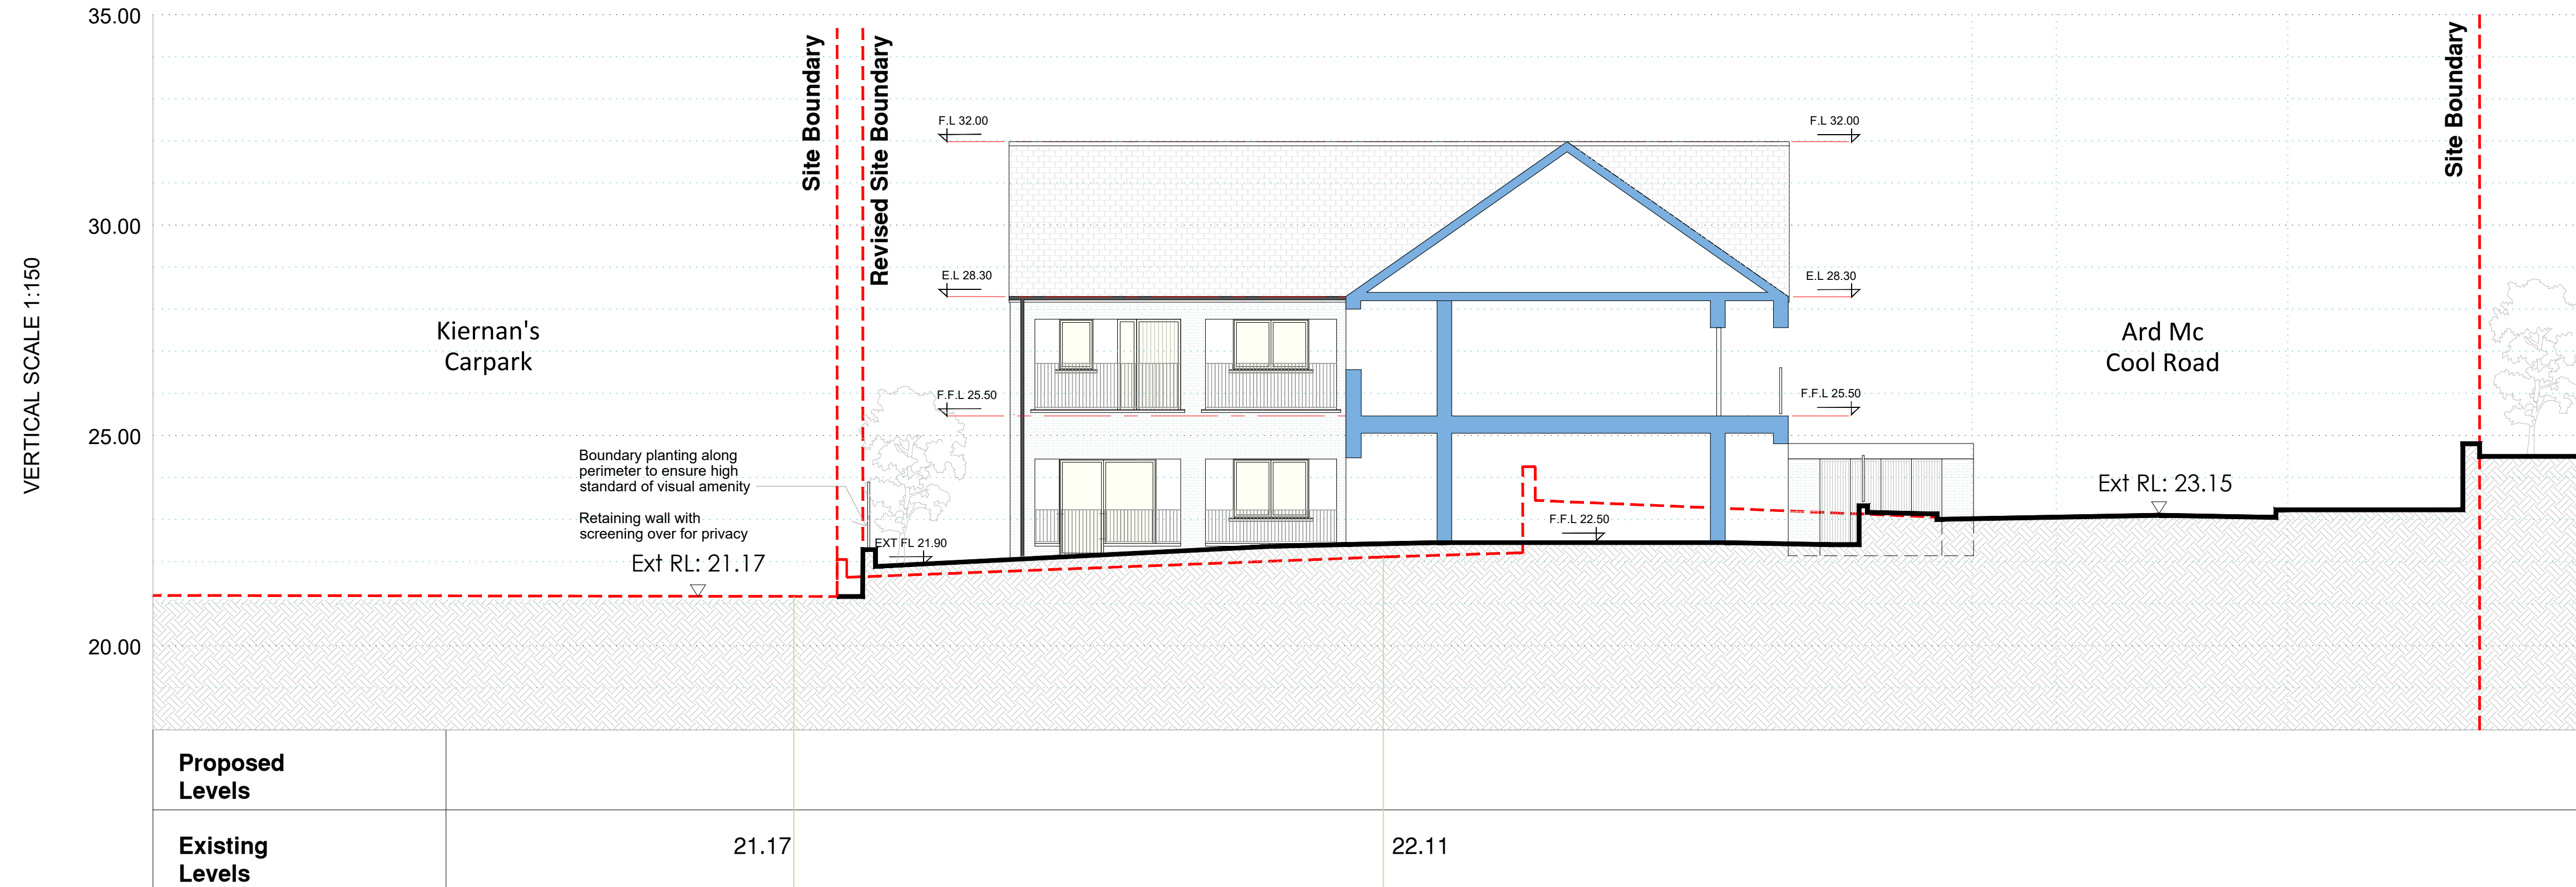 35.00
Site Boundary
Revised Site Boundary
Site Boundary
F.L 32.00
F.L 32.00
30.00
E.L 28.30
E.L 28.30
VERTICAL SCALE 1:150
Kiernan's
Carpark
Ard Mc
Cool Road
F.F.L 25.50
F.F.L 25.50
25.00
Boundary planting along
perimeter to ensure high
standard of visual amenity
Retaining wall with
screening over for privacy
Ext RL: 23.15
F.F.L 22.50
EXT FL 21.90
Ext RL: 21.17
20.00
Proposed
Levels
Existing
Levels
21.17
22.11